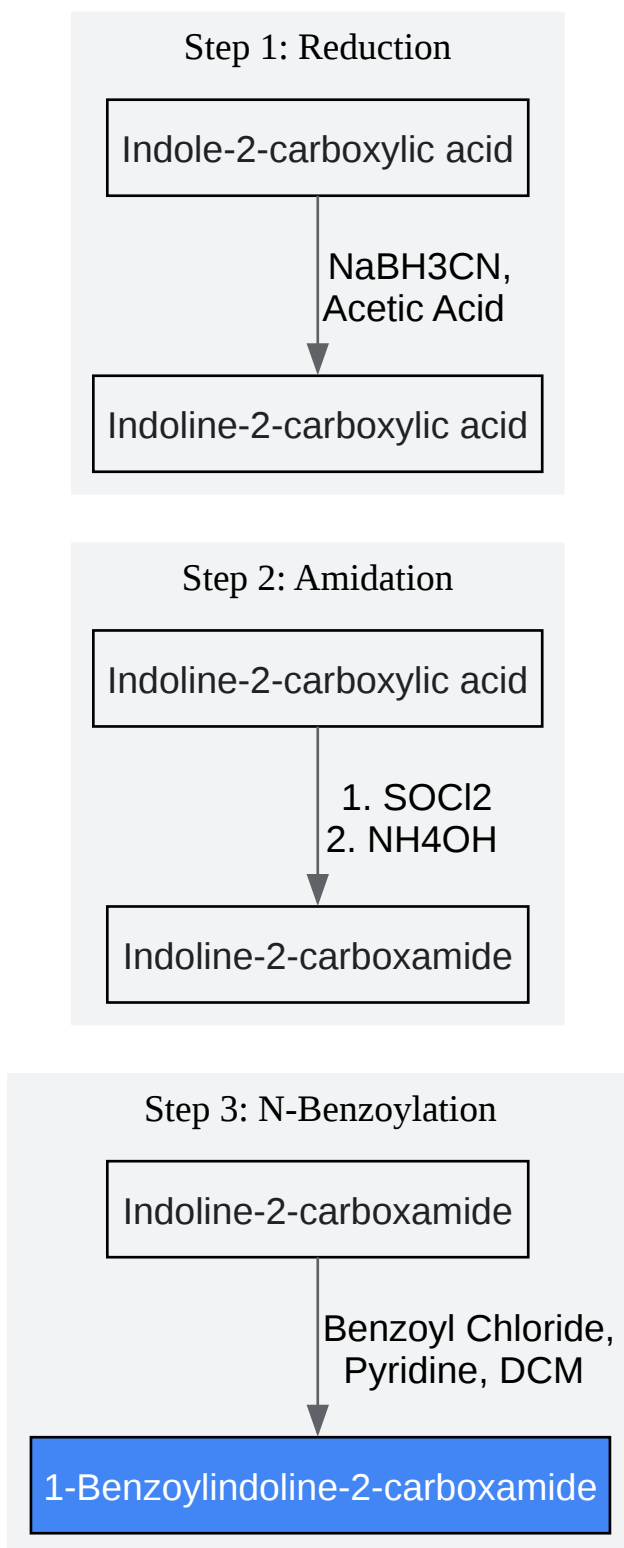 Step 1: Reduction
Indole-2-carboxylic acid
NaBH3CN,
Acetic Acid
Indoline-2-carboxylic acid
Step 2: Amidation
Indoline-2-carboxylic acid
1. SOCl2
2. NH4OH
Indoline-2-carboxamide
Step 3: N-Benzoylation
Indoline-2-carboxamide
Benzoyl Chloride,
Pyridine, DCM
1-Benzoylindoline-2-carboxamide